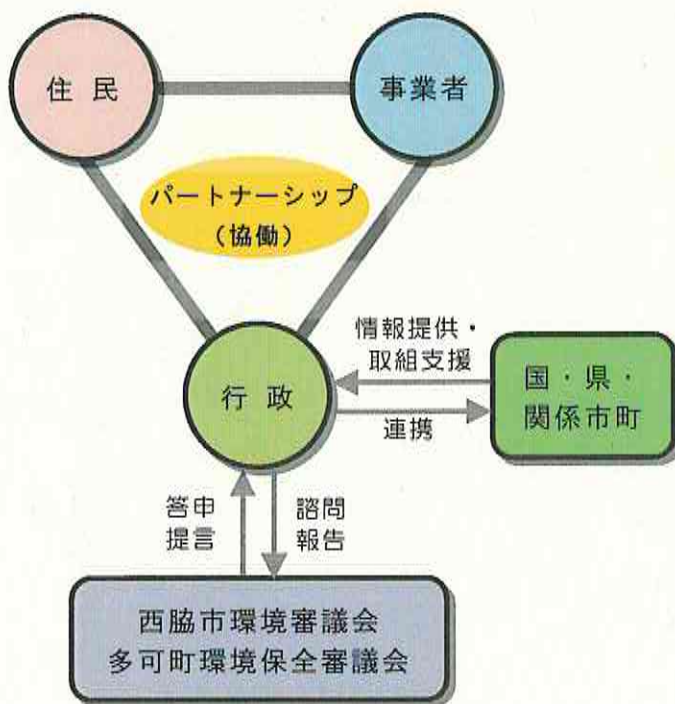 住民
事業者
パートナーシップ
（協働）
情報提供・
取組支援
行政
国・県・
関係市町
連携
答申
提言
諮問
報告
西脇市環境審議会
多可町環境保全審議会